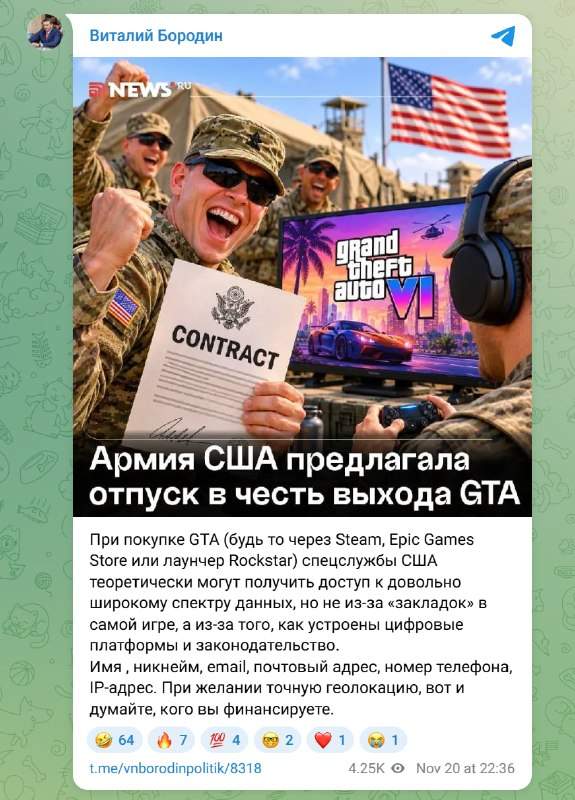 Виталий Бородин
NEWS.RU
grand
theft
auto
VI
CONTRACT
Армия США предлагала
отпуск в честь выхода GTA
При покупке GTA (будь то через Steam, Epic Games
Store или лаунчер Rockstar) спецслужбы США
теоретически могут получить доступ к довольно
широкому спектру данных, но не из-за «закладок» в
самой игре, а из-за того, как устроены цифровые
платформы и законодательство.
Имя , никнейм, email, почтовый адрес, номер телефона,
IP-адрес. При желании точную геолокацию, вот и
думайте, кого вы финансируете.
64 7 4 2 1 1
t.me/vnborodinpolitik/8318 4.25K Nov 20 at 22:36